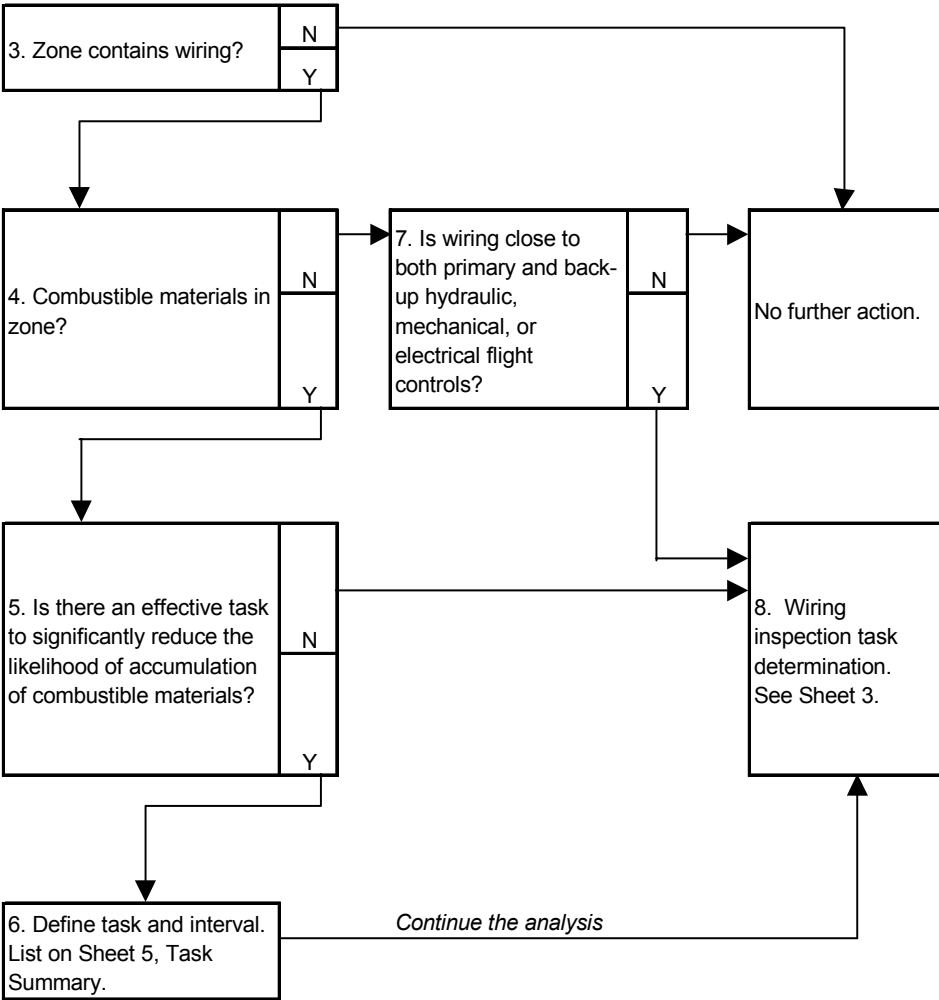 3. Zone contains wiring?
N
Y
4. Combustible materials in
zone?
N
Y
7. Is wiring close to
both primary and back-
up hydraulic,
mechanical, or
electrical flight
controls?
N
Y
No further action.
5. Is there an effective task
to significantly reduce the
likelihood of accumulation
of combustible materials?
N
Y
8. Wiring
inspection task
determination.
See Sheet 3.
6. Define task and interval.
List on Sheet 5, Task
Summary.
Continue the analysis